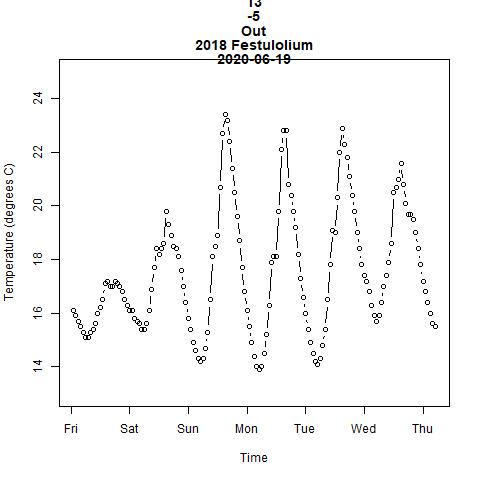 13
-5
Out
2018 Festulolium
2020-06-19
Temperature (degrees C)
24
22
20
18
16
14
Fri Sat Sun Mon Tue Wed Thu
Time